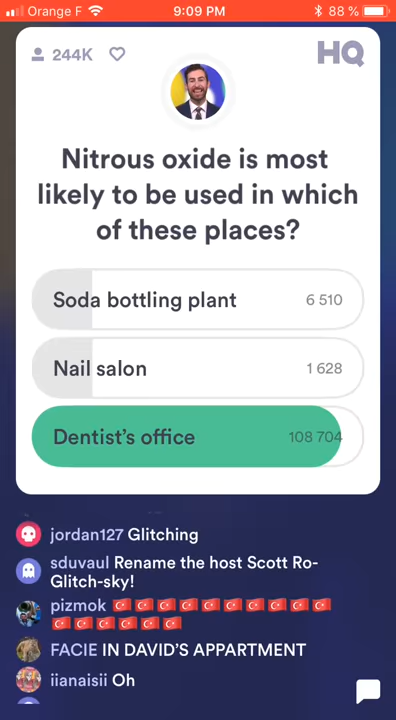 Orange F 9:09 PM 88 %
244K HQ
Nitrous oxide is most
likely to be used in which
of these places?
Soda bottling plant 6 510
Nail salon 1 628
Dentist's office 108 704
jordan127 Glitching
sduvaul Rename the host Scott Ro-
Glitch-sky!
pizmok 🇹🇷🇹🇷🇹🇷🇹🇷🇹🇷🇹🇷🇹🇷🇹🇷🇹🇷🇹🇷
🇹🇷🇹🇷🇹🇷🇹🇷🇹🇷🇹🇷
FACIE IN DAVID'S APPARTMENT
iianaisii Oh